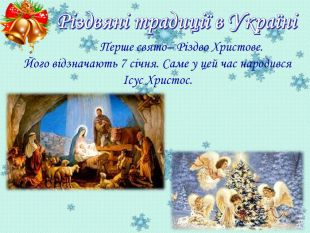 Різдвяні традиції в Україні
Перше свято– Різдво Христове.
Його відзначають 7 січня. Саме у цей час народився
Ісус Христос.